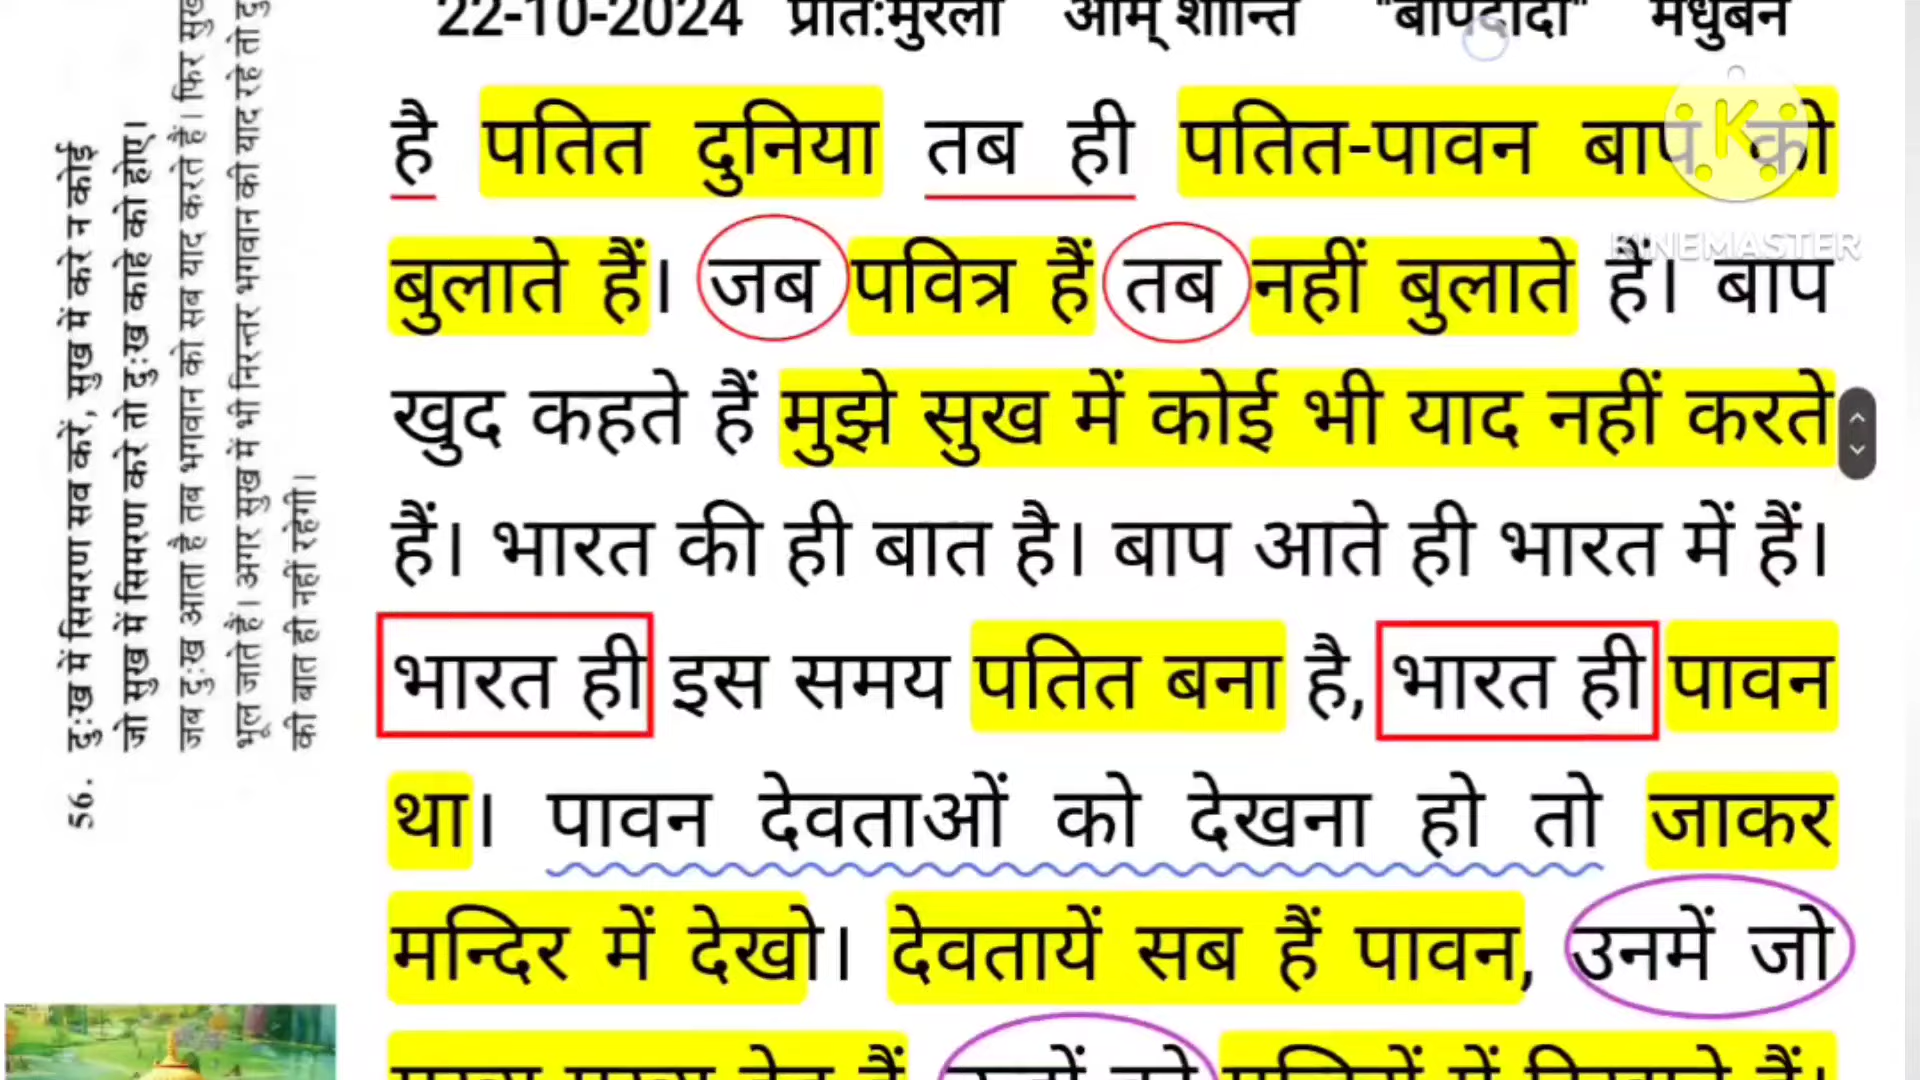 22-10-2024 प्रात:मुरली ओम् शान्ति "बापदादा" मधुबन
है पतित दुनिया तब ही पतित-पावन बाप को
बुलाते हैं। जब पवित्र हैं तब नहीं बुलाते हैं। बाप
खुद कहते हैं मुझे सुख में कोई भी याद नहीं करते
हैं। भारत की ही बात है। बाप आते ही भारत में हैं।
भारत ही इस समय पतित बना है, भारत ही पावन
था। पावन देवताओं को देखना हो तो जाकर
मन्दिर में देखो। देवतायें सब हैं पावन, उनमें जो
KINEMASTER
56. दुःख में सिमरण सब करें, सुख में करे न कोई
जो सुख में सिमरण करे तो दुःख काहे को होए।
जब दुःख आता है तब भगवान को सब याद करते हैं। फिर सुख
भूल जाते हैं। अगर सुख में भी निरन्तर भगवान की याद रहे तो
की बात ही नहीं रहेगी।